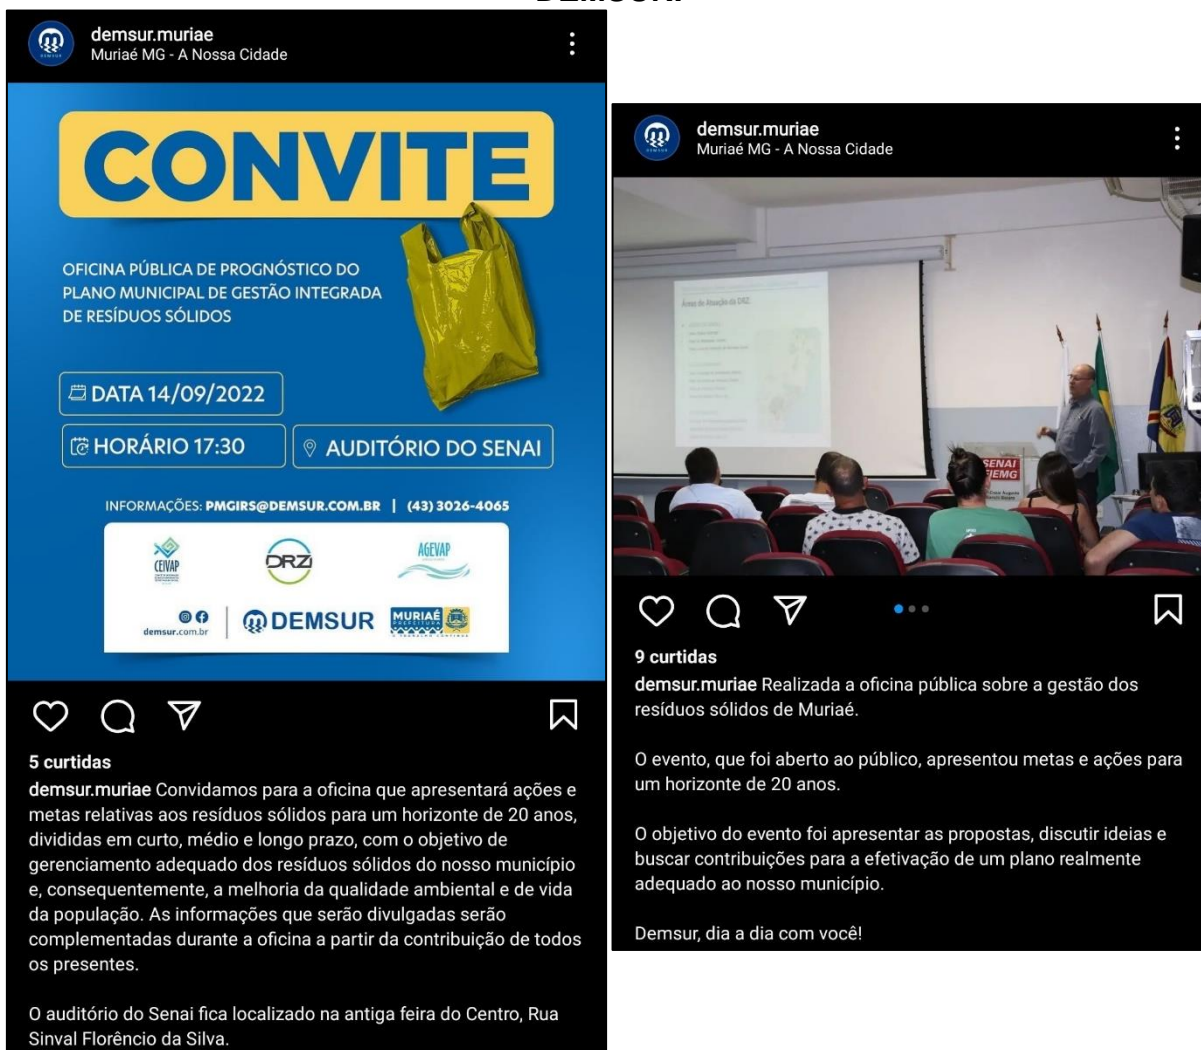 DEMSUR.
demsur.muriae
Muriaé MG - A Nossa Cidade
CONVITE
OFICINA PÚBLICA DE PROGNÓSTICO DO
PLANO MUNICIPAL DE GESTÃO INTEGRADA
DE RESÍDUOS SÓLIDOS
DATA 14/09/2022
HORÁRIO 17:30
AUDITÓRIO DO SENAI
INFORMAÇÕES: PMGIRS@DEMSUR.COM.BR | (43) 3026-4065
CEIVAP
DRZ
AGEVAP
demsur.com.br
DEMSUR
MURIAÉ
PREFEITURA
O TRABALHO CONTINUA
5 curtidas
demsur.muriae Convidamos para a oficina que apresentará ações e
metas relativas aos resíduos sólidos para um horizonte de 20 anos,
divididas em curto, médio e longo prazo, com o objetivo de
gerenciamento adequado dos resíduos sólidos do nosso município
e, consequentemente, a melhoria da qualidade ambiental e de vida
da população. As informações que serão divulgadas serão
complementadas durante a oficina a partir da contribuição de todos
os presentes.
O auditório do Senai fica localizado na antiga feira do Centro, Rua
Sinval Florêncio da Silva.
demsur.muriae
Muriaé MG - A Nossa Cidade
Áreas de Atuação da DRZ
SENAI
FIEMG
9 curtidas
demsur.muriae Realizada a oficina pública sobre a gestão dos
resíduos sólidos de Muriaé.
O evento, que foi aberto ao público, apresentou metas e ações para
um horizonte de 20 anos.
O objetivo do evento foi apresentar as propostas, discutir ideias e
buscar contribuições para a efetivação de um plano realmente
adequado ao nosso município.
Demsur, dia a dia com você!